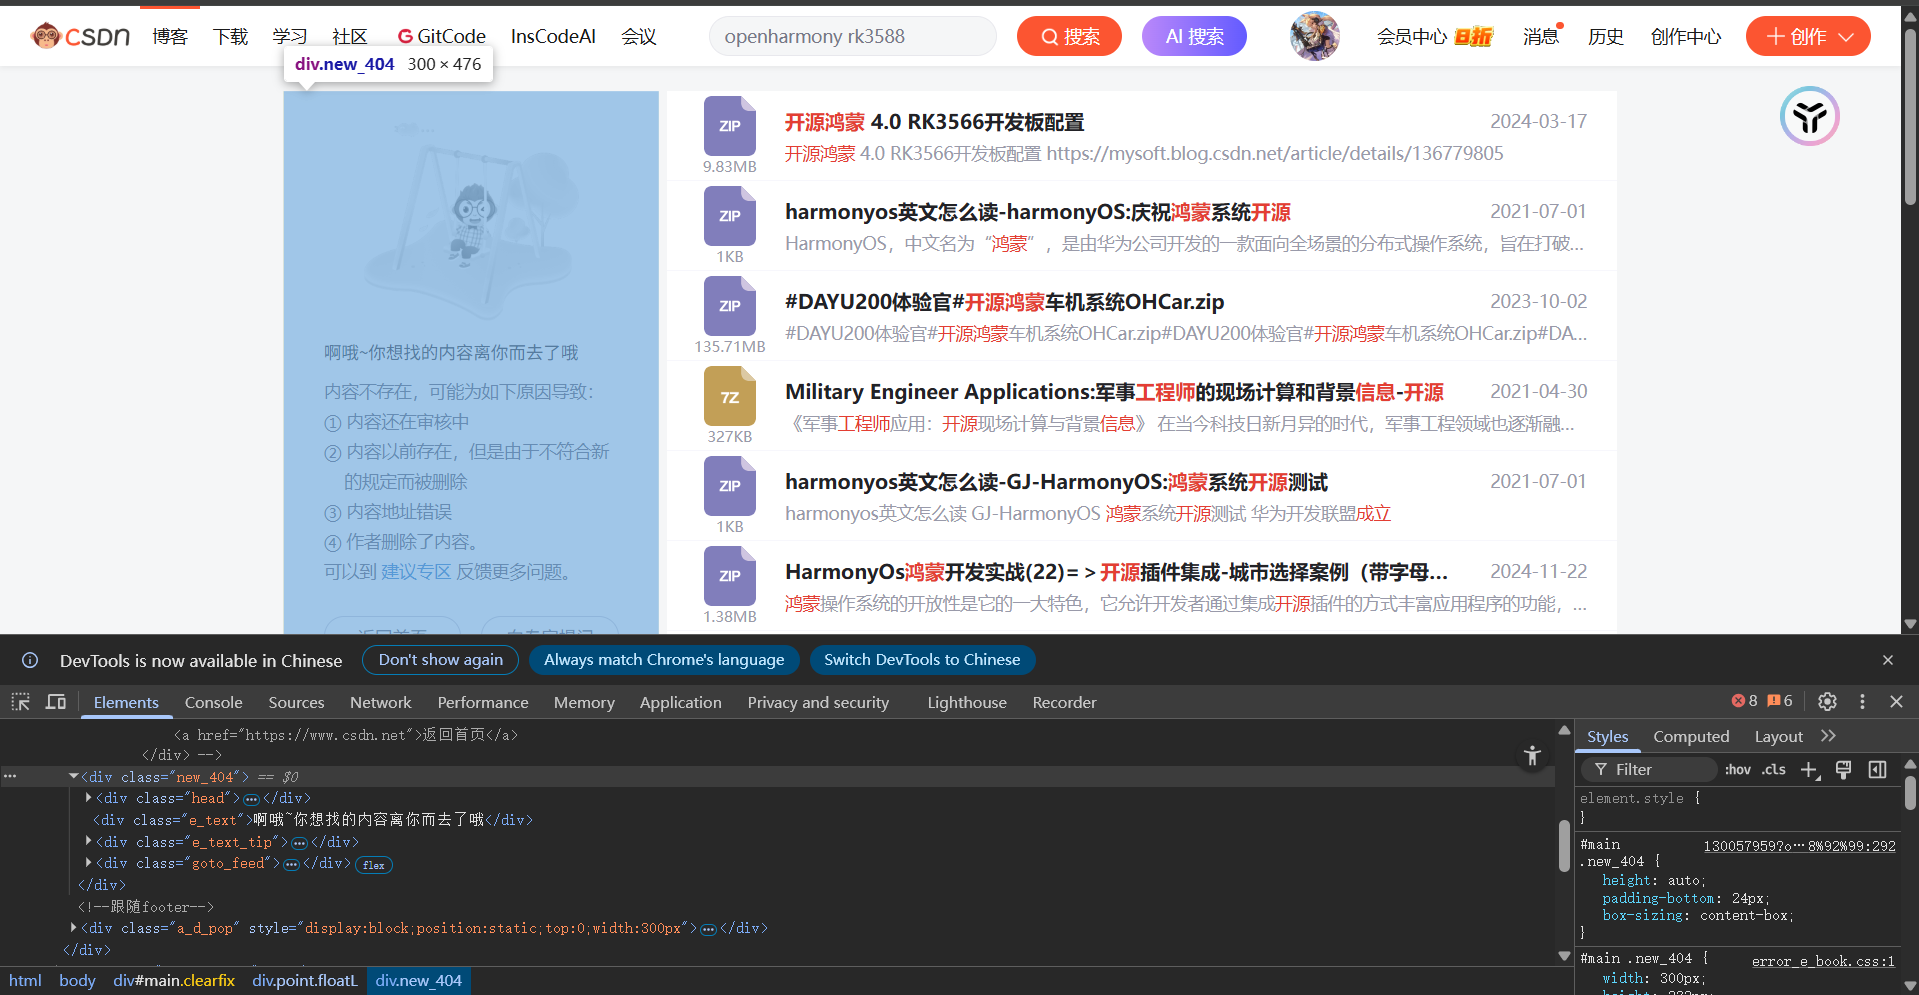 CSDN 博客 下载 学习 社区 GitCode InsCodeAI 会议 openharmony rk3588 搜索 AI 搜索 会员中心 8折 消息 历史 创作中心 创作
div.new_404 300 × 476
啊哦~你想找的内容离你而去了哦
内容不存在，可能为如下原因导致：
① 内容还在审核中
② 内容以前存在，但是由于不符合新
的规定而被删除
③ 内容地址错误
④ 作者删除了内容。
可以到 建议专区 反馈更多问题。
ZIP
9.83MB
开源鸿蒙 4.0 RK3566开发板配置 2024-03-17
开源鸿蒙 4.0 RK3566开发板配置 https://mysoft.blog.csdn.net/article/details/136779805
ZIP
1KB
harmonyos英文怎么读-harmonyOS:庆祝鸿蒙系统开源 2021-07-01
HarmonyOS，中文名为“鸿蒙”，是由华为公司开发的一款面向全场景的分布式操作系统，旨在打破...
ZIP
135.71MB
#DAYU200体验官#开源鸿蒙车机系统OHCar.zip 2023-10-02
#DAYU200体验官#开源鸿蒙车机系统OHCar.zip#DAYU200体验官#开源鸿蒙车机系统OHCar.zip#DA...
7Z
327KB
Military Engineer Applications:军事工程师的现场计算和背景信息-开源 2021-04-30
《军事工程师应用：开源现场计算与背景信息》 在当今科技日新月异的时代，军事工程领域也逐渐融...
ZIP
1KB
harmonyos英文怎么读-GJ-HarmonyOS:鸿蒙系统开源测试 2021-07-01
harmonyos英文怎么读 GJ-HarmonyOS 鸿蒙系统开源测试 华为开发联盟成立
ZIP
1.38MB
HarmonyOs鸿蒙开发实战(22)=＞开源插件集成-城市选择案例（带字母... 2024-11-22
鸿蒙操作系统的开放性是它的一大特色，它允许开发者通过集成开源插件的方式丰富应用程序的功能，...
DevTools is now available in Chinese Don't show again Always match Chrome's language Switch DevTools to Chinese
Elements Console Sources Network Performance Memory Application Privacy and security Lighthouse Recorder 8 6
<a href="https://www.csdn.net">返回首页</a>
</div> -->
<div class="new_404"> == $0
<div class="head">…</div>
<div class="e_text">啊哦~你想找的内容离你而去了哦</div>
<div class="e_text_tip">…</div>
<div class="goto_feed">…</div> flex
</div>
<!--跟随footer-->
<div class="a_d_pop" style="display:block;position:static;top:0;width:300px">…</div>
</div>
html body div#main.clearfix div.point.floatL div.new_404
Styles Computed Layout
Filter :hov .cls
element.style {
}
#main 130057959?o…8%92%99:292
.new_404 {
height: auto;
padding-bottom: 24px;
box-sizing: content-box;
}
#main .new_404 { error_e_book.css:1
width: 300px;